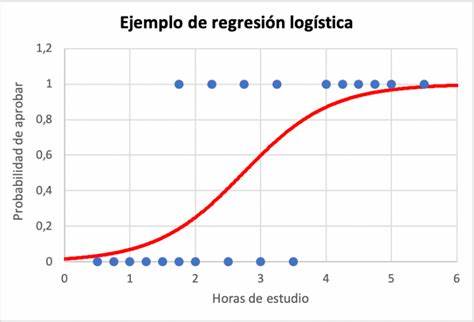 Ejemplo de regresión logística
1,2
1
0,8
0,6
0,4
0,2
0
0 1 2 3 4 5 6
Probabilidad de aprobar
Horas de estudio